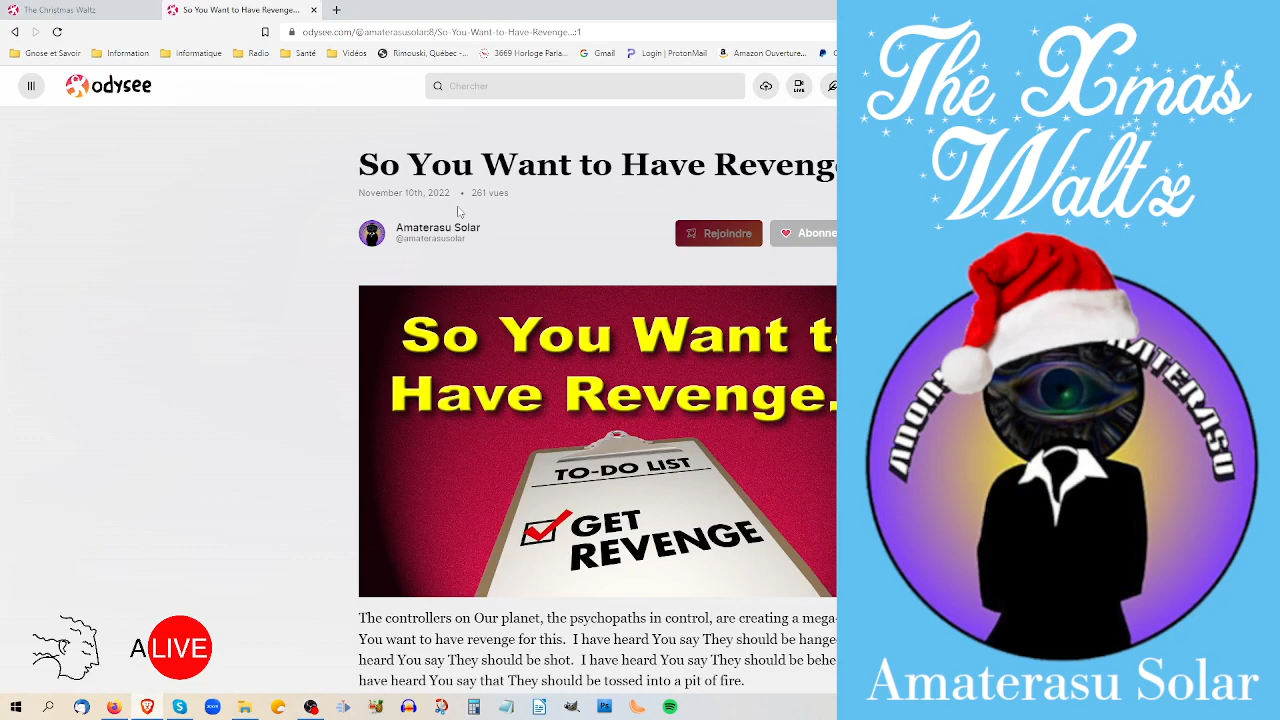 The Christmas Waltz
So You Want to Have Revenge...
odysee.com/@amaterasusolar:8/So-You-Want-to-Have-Revenge...:1
Gnose et Savoir
Information
Informatique
Radio
Santé
Vidéos
Rimouski, Québec -...
3669 Horloge Parla...
Gmail
Login | ProtonMail
Amazon Ouverture...
odysee
Chercher
LIVE
So You Want to Have Revenge
November 10th, 2022 • 261 vues
Amaterasu Solar
@amaterasusolar
Rejoindre
Abonne
So You Want t
Have Revenge.
TO-DO LIST
GET
REVENGE
The controllers on Our planet, the psychopaths in control, are creating a mega-
You want to have revenge for this. I have heard You say They should be hange
heard You say They should be shot. I have heard You say They should be behe
have heard You say that They should be tossed into a pit of fire.
ALIVE
The Xmas
Waltz
Amaterasu Solar